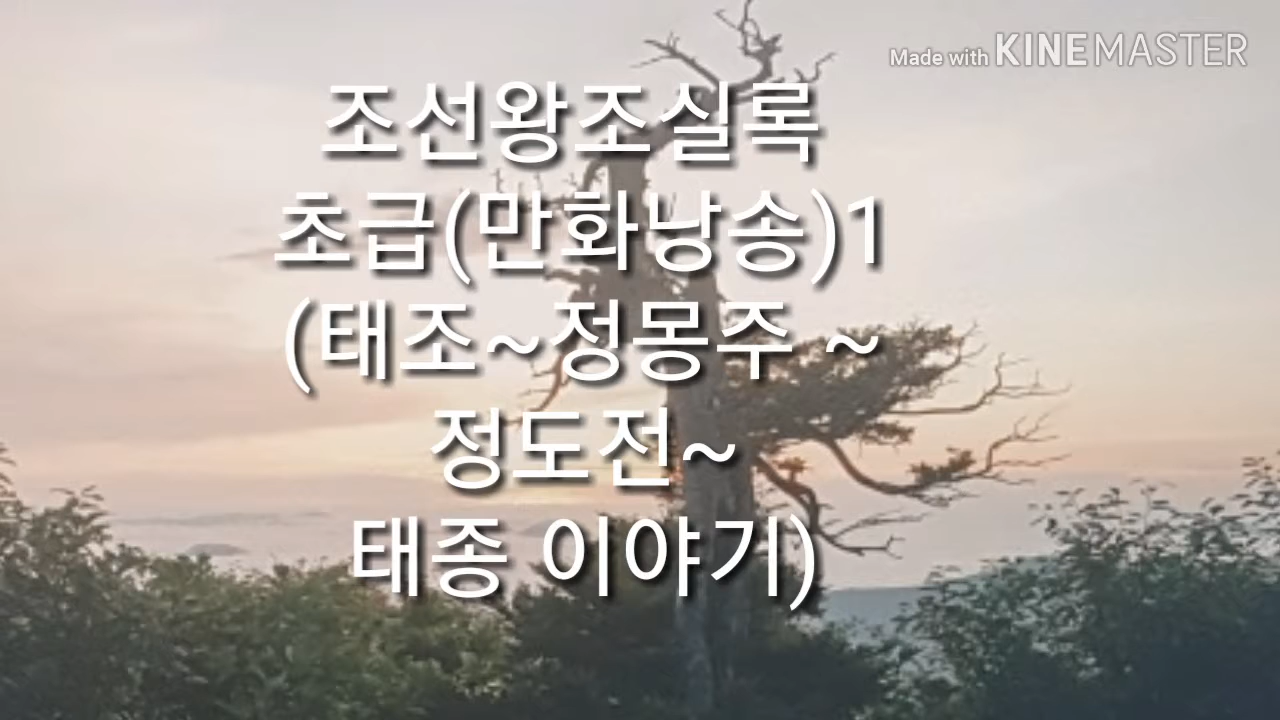 Made with KINEMASTER
조선왕조실록
초급(만화낭송)1
(태조~정몽주 ~
정도전~
태종 이야기)